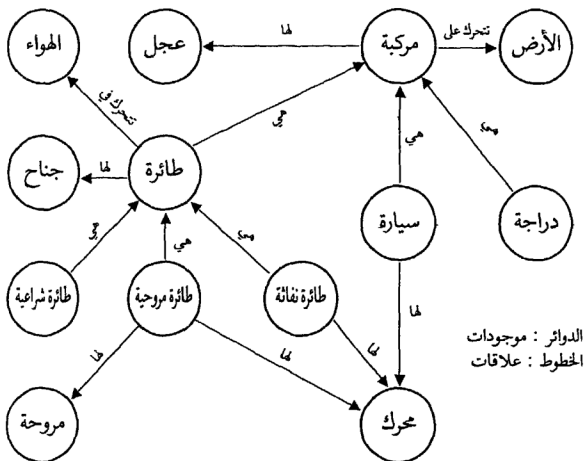 الأرض
تتحرك على
مركبة
لها
عجل
الهواء
تتحرك في
هي
هي
هي
طائرة
لها
جناح
سيارة
دراجة
هي
هي
هي
طائرة نفاثة
طائرة مروحية
طائرة شراعية
لها
لها
لها
لها
الدوائر : موجودات
الخطوط : علاقات
محرك
مروحة